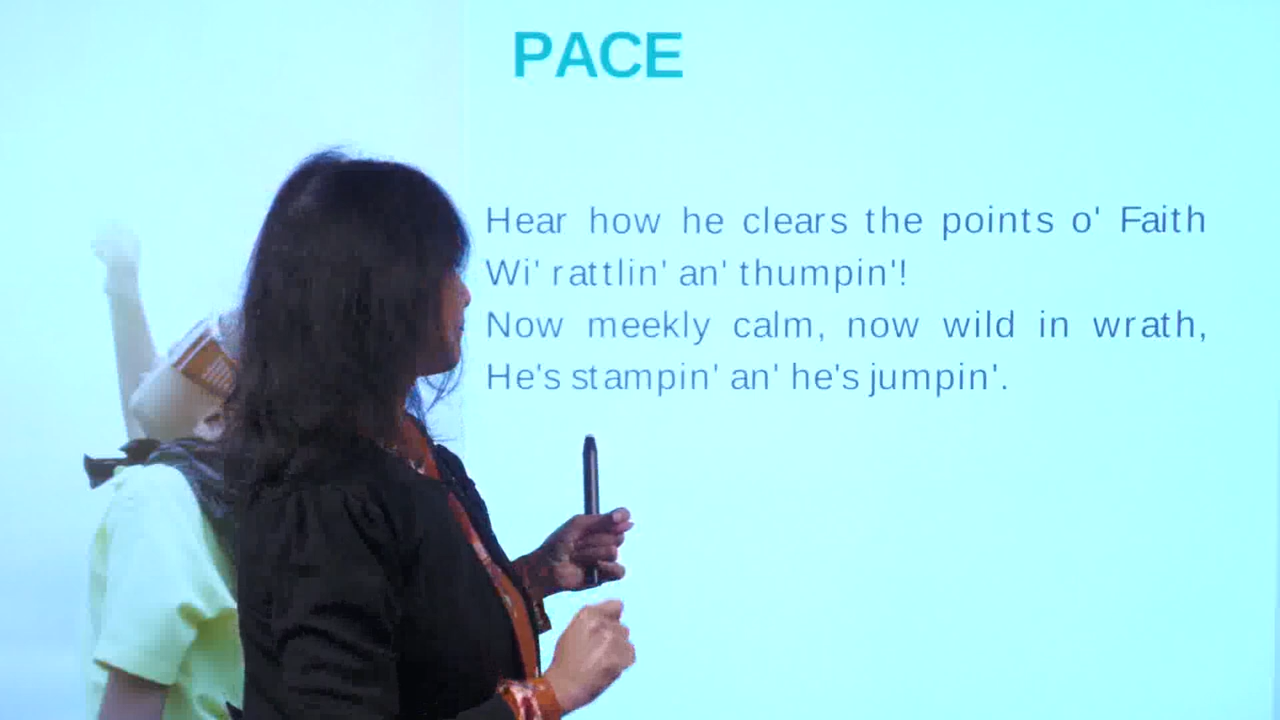 PACE
Hear how he clears the points o' Faith
Wi' rattlin' an' thumpin'!
Now meekly calm, now wild in wrath,
He's stampin' an' he's jumpin'.